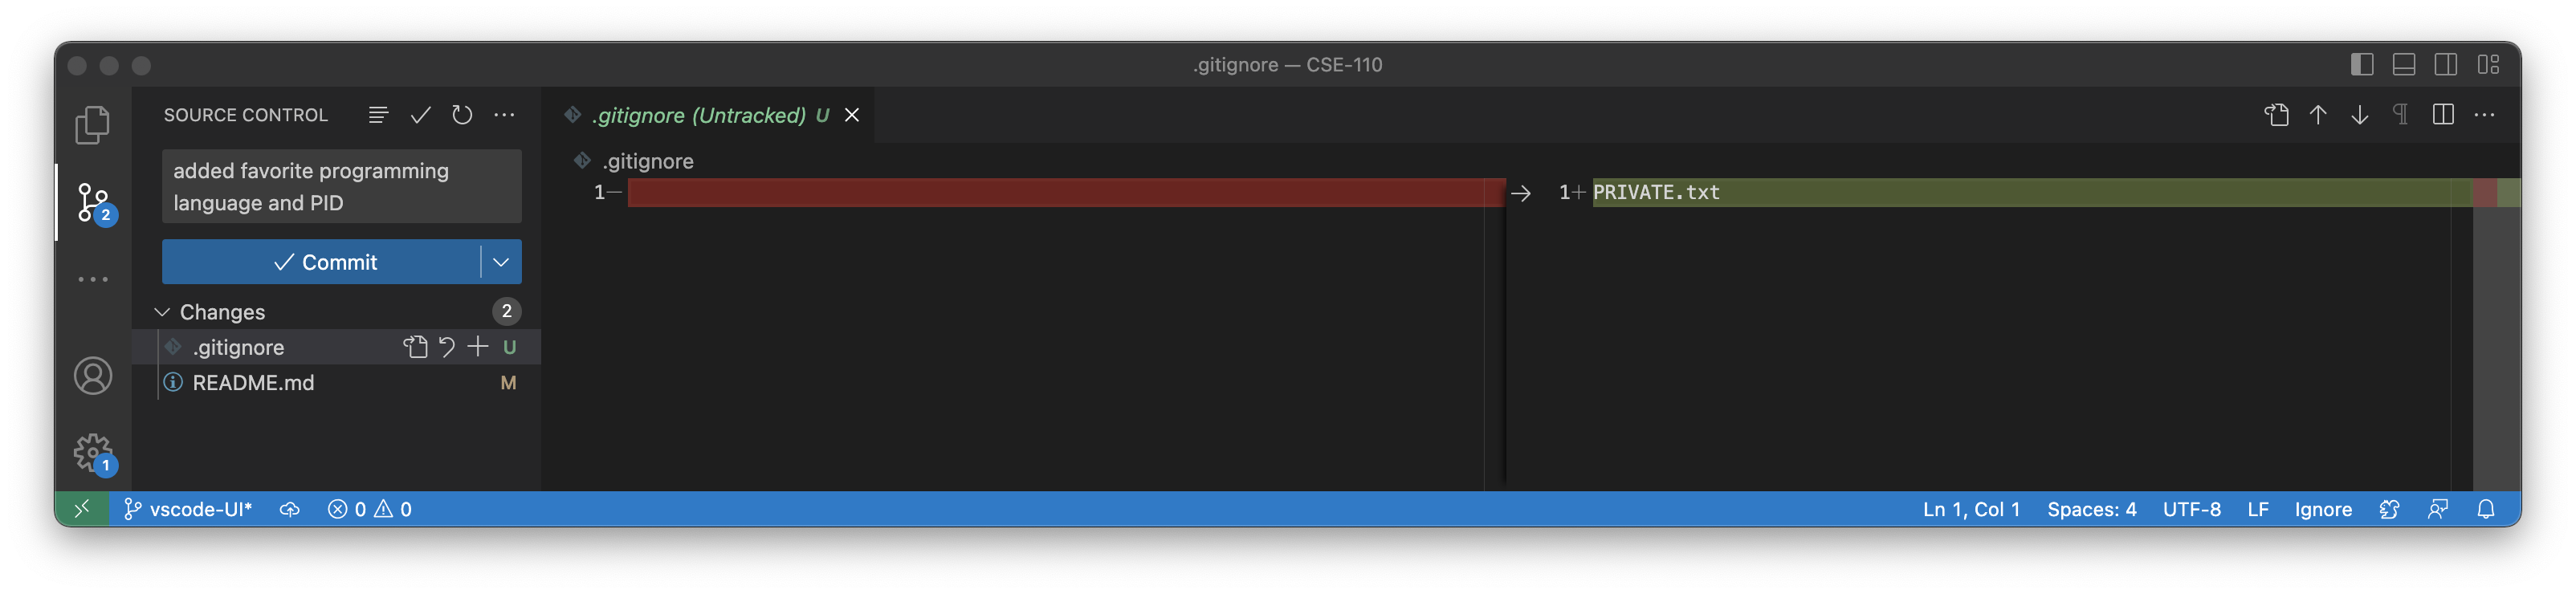 .gitignore — CSE-110
SOURCE CONTROL
.gitignore (Untracked) U
added favorite programming
language and PID
.gitignore
1— → 1+ PRIVATE.txt
2
Commit
Changes 2
.gitignore U
README.md M
1
vscode-UI* 0 0 Ln 1, Col 1 Spaces: 4 UTF-8 LF Ignore